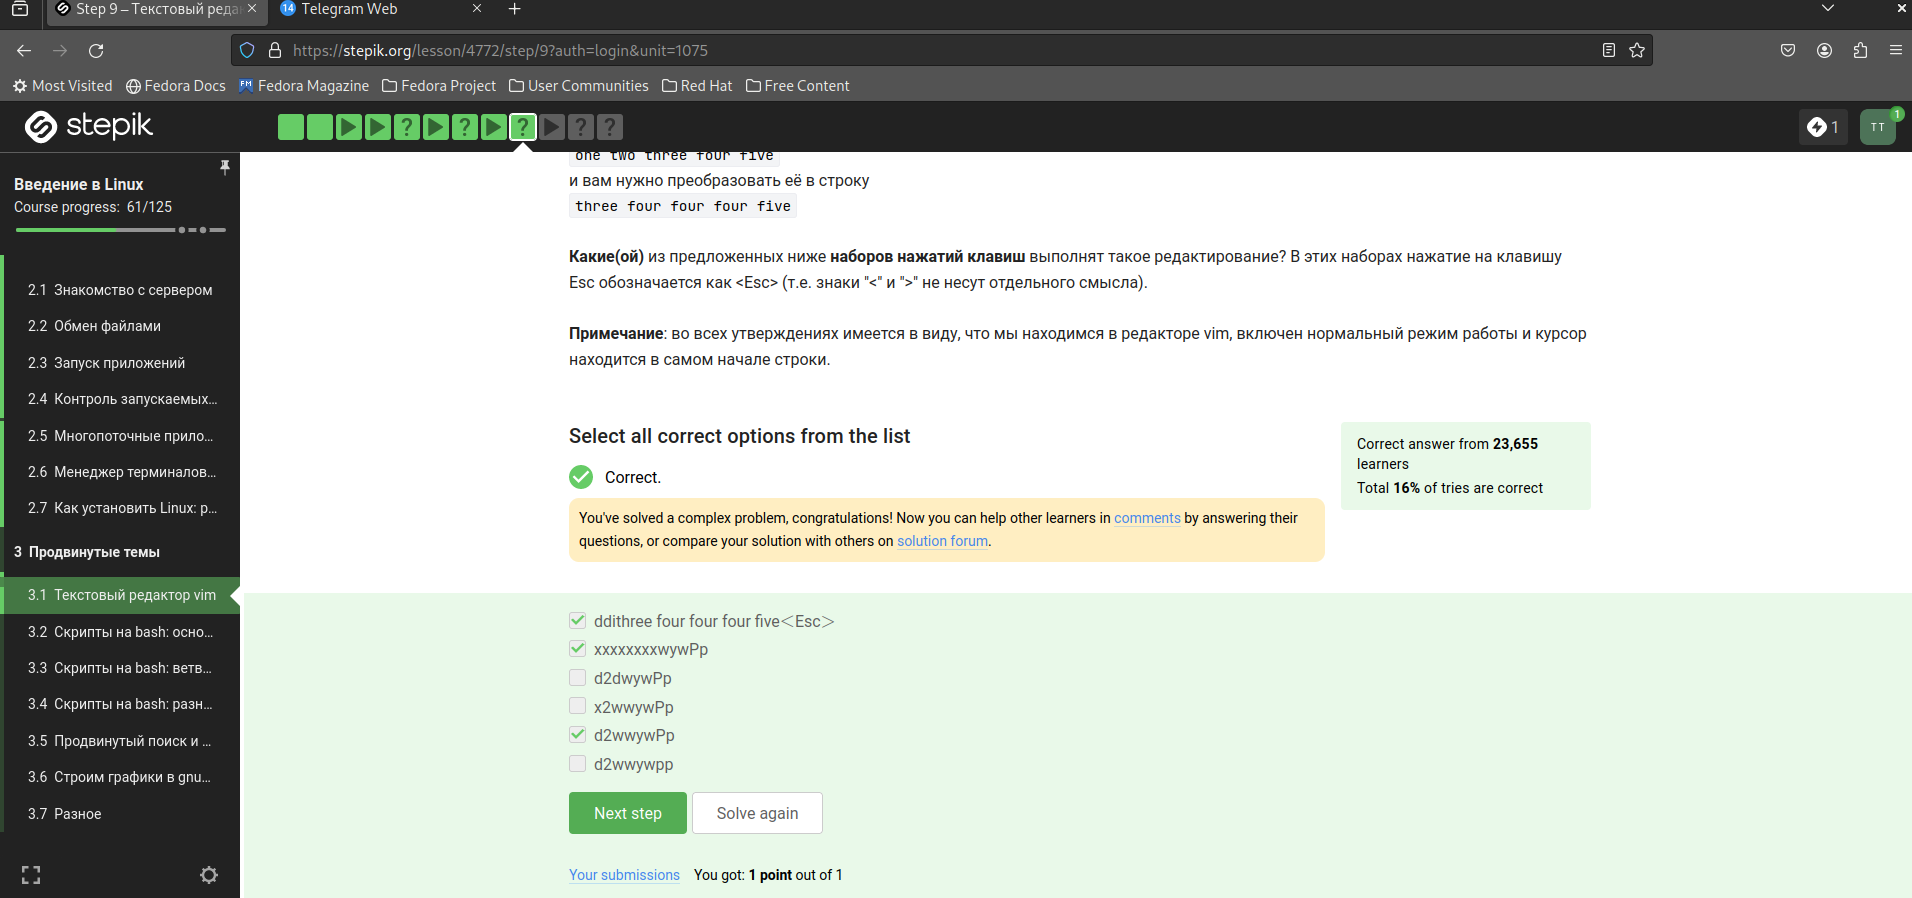 Step 9 – Текстовый реда
14 Telegram Web
https://stepik.org/lesson/4772/step/9?auth=login&unit=1075
Most Visited Fedora Docs FM Fedora Magazine Fedora Project User Communities Red Hat Free Content
stepik ? ? ? ? ? 1 TT 1
Введение в Linux
Course progress: 61/125
2.1 Знакомство с сервером
2.2 Обмен файлами
2.3 Запуск приложений
2.4 Контроль запускаемых...
2.5 Многопоточные прило...
2.6 Менеджер терминалов...
2.7 Как установить Linux: р...
3 Продвинутые темы
3.1 Текстовый редактор vim
3.2 Скрипты на bash: осно...
3.3 Скрипты на bash: ветв...
3.4 Скрипты на bash: разн...
3.5 Продвинутый поиск и ...
3.6 Строим графики в gnu...
3.7 Разное
one two three four five
и вам нужно преобразовать её в строку
three four four four five
Какие(ой) из предложенных ниже наборов нажатий клавиш выполнят такое редактирование? В этих наборах нажатие на клавишу
Esc обозначается как <Esc> (т.е. знаки "<" и ">" не несут отдельного смысла).
Примечание: во всех утверждениях имеется в виду, что мы находимся в редакторе vim, включен нормальный режим работы и курсор
находится в самом начале строки.
Select all correct options from the list
Correct.
You've solved a complex problem, congratulations! Now you can help other learners in comments by answering their
questions, or compare your solution with others on solution forum.
Correct answer from 23,655
learners
Total 16% of tries are correct
ddithree four four four five<Esc>
xxxxxxxxwywPp
d2dwywPp
x2wwywPp
d2wwywPp
d2wwywpp
Next step Solve again
Your submissions You got: 1 point out of 1